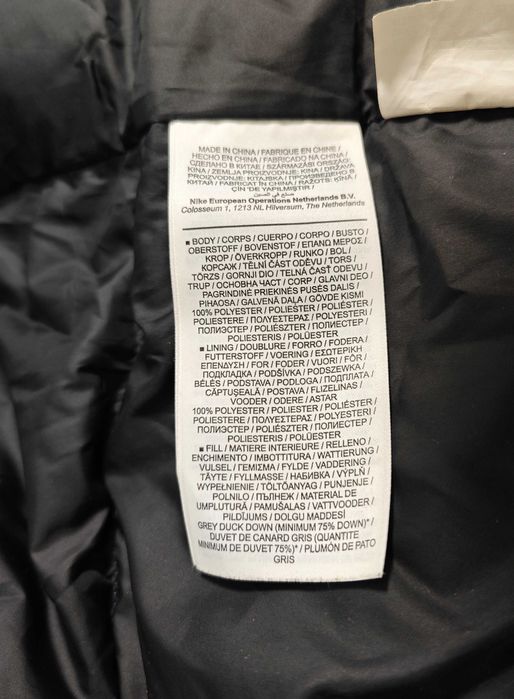 MADE IN CHINA / FABRIQUE EN CHINE /
HECHO EN CHINA / FABRICADO NA CHINA /
СДЕЛАНО В КИТАЕ / SZÁRMAZÁSI ORSZÁG:
KÍNA / ZEMLJA PROIZVODNJE: KINA / DRŽAVA
PROIZVODNJE: KITAJSKA / ПРОИЗВЕДЕНО В
КИТАЙ / FABRICAT ÎN CHINA / RAŽOTS: ĶĪNĀ /
ÇİN'DE YAPILMIŞTIR / صنع في الصين
Nike European Operations Netherlands B.V.
Colosseum 1, 1213 NL Hilversum, The Netherlands
■ BODY / CORPS / CUERPO / CORPO / BUSTO /
OBERSTOFF / BOVENSTOF / ΕΠΑΝΩ ΜΕΡΟΣ /
KROP / ÖVERKROPP / RUNKO / BOL /
КОРСАЖ / TĚLNÍ ČÁST ODĚVU / TORS /
TÖRZS / GORNJI DIO / TELNÁ ČASŤ ODEVU /
TRUP / ОСНОВНА ЧАСТ / CORP / GLAVNI DEO /
PAGRINDINĖ PRIEKINĖS PUSĖS DALIS /
PIHAOSA / GALVENĀ DAĻA / GÖVDE KISMI
100% POLYESTER / POLIESTER / POLIÉSTER /
POLIESTERE / ΠΟΛΥΕΣΤΕΡΑΣ / POLYESTERI /
ПОЛИЭСТЕР / POLIÉSZTER / ПОЛИЕСТЕР /
POLIESTERIS / POLÜESTER
■ LINING / DOUBLURE / FORRO / FODERA /
FUTTERSTOFF / VOERING / ΕΣΩΤΕΡΙΚΗ
ΕΠΕΝΔΥΣΗ / FOR / FODER / VUORI / FÔR /
ПОДКЛАДКА / PODŠÍVKA / PODSZEWKA /
BÉLÉS / PODSTAVA / PODLOGA / ПОДПЛАТА /
CĂPTUȘEALĂ / POSTAVA / FLIZELINAS /
VOODER / ODERE / ASTAR
100% POLYESTER / POLIESTER / POLIÉSTER /
POLIESTERE / ΠΟΛΥΕΣΤΕΡΑΣ / POLYESTERI /
ПОЛИЭСТЕР / POLIÉSZTER / ПОЛИЕСТЕР /
POLIESTERIS / POLÜESTER
■ FILL / MATIERE INTERIEURE / RELLENO /
ENCHIMENTO / IMBOTTITURA / WATTIERUNG /
VULSEL / ΓΕΜΙΣΜΑ / FYLDE / VADDERING /
TÄYTE / FYLLMASSE / НАБИВКА / VÝPLŇ /
WYPEŁNIENIE / TÖLTŐANYAG / PUNJENJE /
POLNILO / ПЪЛНЕЖ / MATERIAL DE
UMPLUTURĂ / PAMUŠALAS / VATTVOODER /
PILDĪJUMS / DOLGU MADDESİ
GREY DUCK DOWN (MINIMUM 75% DOWN)* /
DUVET DE CANARD GRIS (QUANTITE
MINIMUM DE DUVET 75%)* / PLUMÓN DE PATO
GRIS